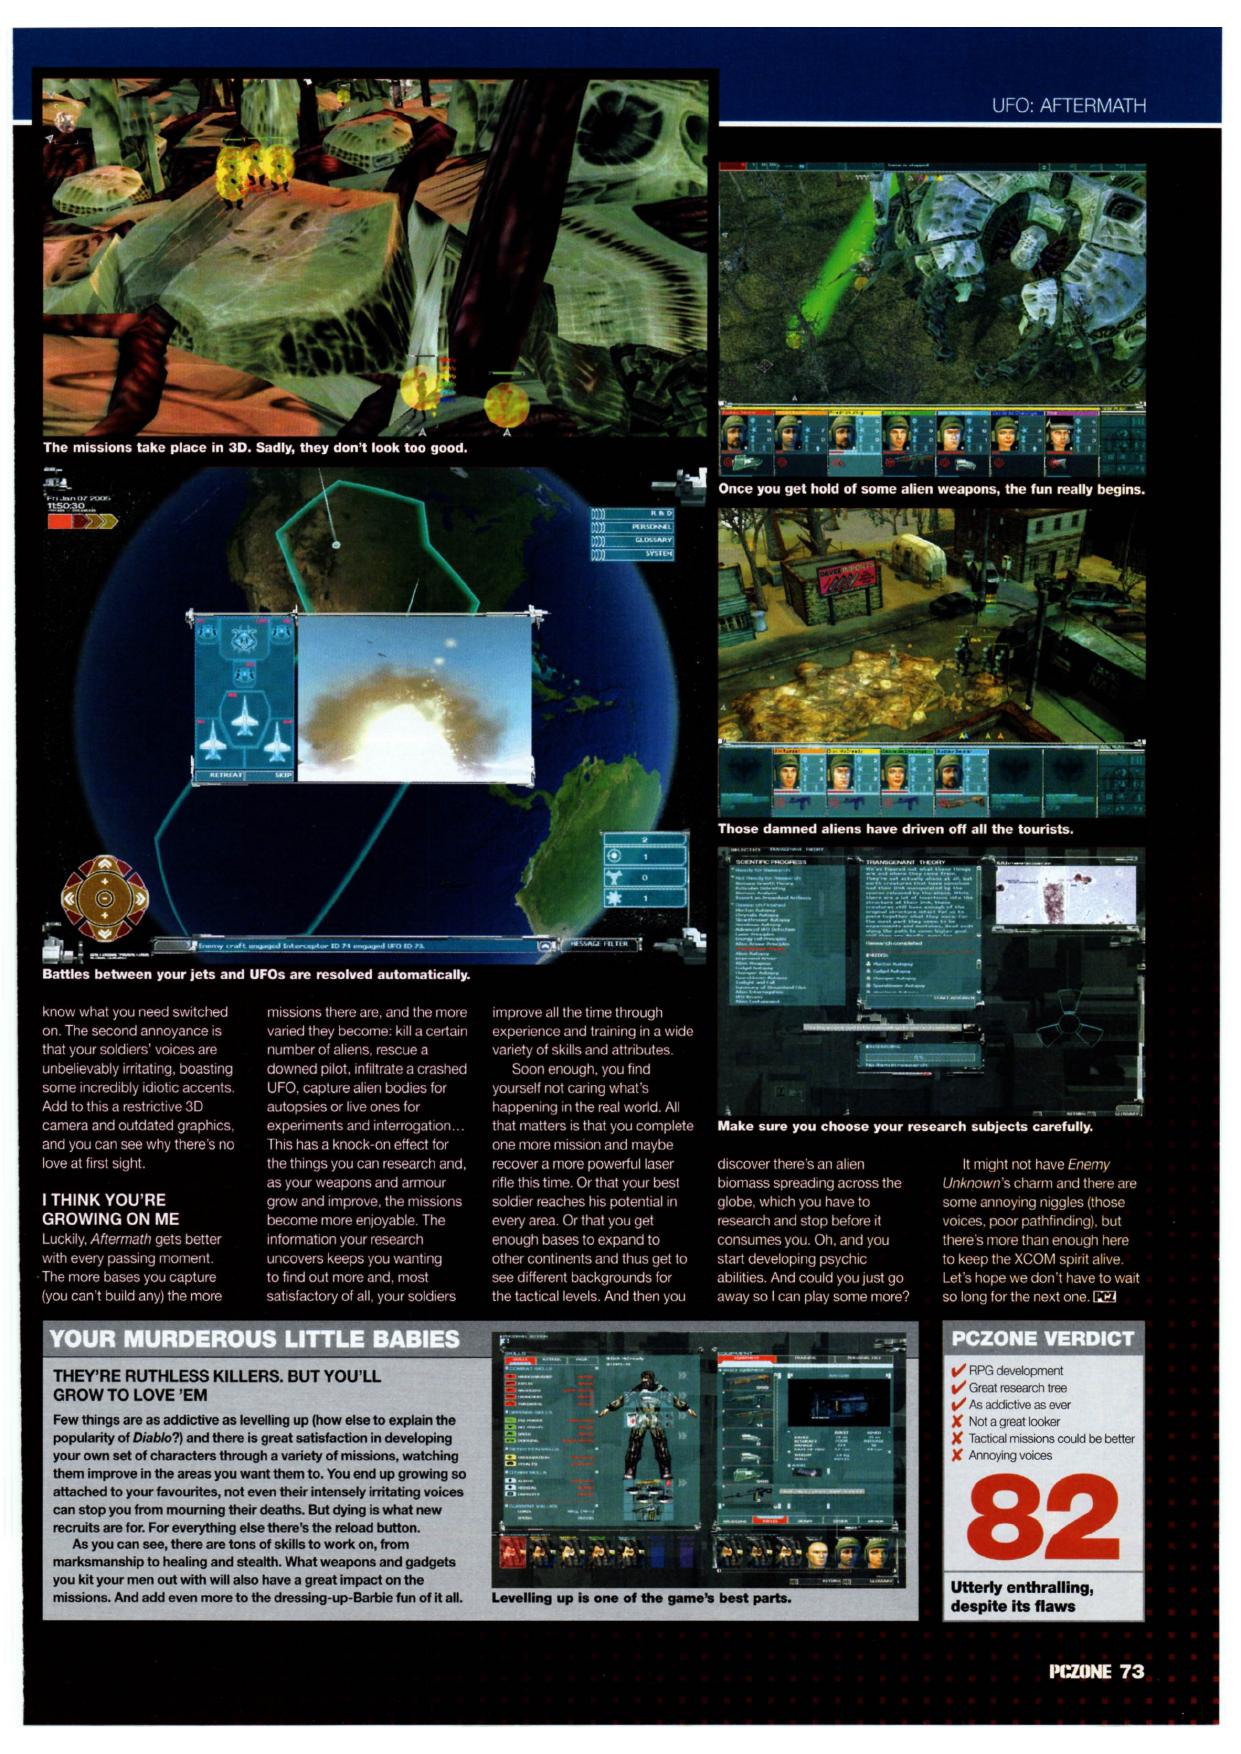 UFO: AFTERMATH
The missions take place in 3D. Sadly, they don't look too good.
Once you get hold of some alien weapons, the fun really begins.
Fri Jan 07 2005
11:50:30
R & D
PERSONNEL
GLOSSARY
SYSTEM
RETREAT
SKIP
2
1
0
1
Enemy craft engaged Interceptor ID 74 engaged UFO ID 73.
MESSAGE FILTER
Battles between your jets and UFOs are resolved automatically.
Those damned aliens have driven off all the tourists.
SCIENTIFIC PROGRESS
TRANSGENANT THEORY
Research completed
Make sure you choose your research subjects carefully.
know what you need switched
on. The second annoyance is
that your soldiers' voices are
unbelievably irritating, boasting
some incredibly idiotic accents.
Add to this a restrictive 3D
camera and outdated graphics,
and you can see why there's no
love at first sight.
I THINK YOU'RE
GROWING ON ME
Luckily, Aftermath gets better
with every passing moment.
The more bases you capture
(you can't build any) the more
missions there are, and the more
varied they become: kill a certain
number of aliens, rescue a
downed pilot, infiltrate a crashed
UFO, capture alien bodies for
autopsies or live ones for
experiments and interrogation...
This has a knock-on effect for
the things you can research and,
as your weapons and armour
grow and improve, the missions
become more enjoyable. The
information your research
uncovers keeps you wanting
to find out more and, most
satisfactory of all, your soldiers
improve all the time through
experience and training in a wide
variety of skills and attributes.
Soon enough, you find
yourself not caring what's
happening in the real world. All
that matters is that you complete
one more mission and maybe
recover a more powerful laser
rifle this time. Or that your best
soldier reaches his potential in
every area. Or that you get
enough bases to expand to
other continents and thus get to
see different backgrounds for
the tactical levels. And then you
discover there's an alien
biomass spreading across the
globe, which you have to
research and stop before it
consumes you. Oh, and you
start developing psychic
abilities. And could you just go
away so I can play some more?
It might not have Enemy
Unknown's charm and there are
some annoying niggles (those
voices, poor pathfinding), but
there's more than enough here
to keep the XCOM spirit alive.
Let's hope we don't have to wait
so long for the next one. PCZ
YOUR MURDEROUS LITTLE BABIES
THEY'RE RUTHLESS KILLERS. BUT YOU'LL
GROW TO LOVE 'EM
Few things are as addictive as levelling up (how else to explain the
popularity of Diablo?) and there is great satisfaction in developing
your own set of characters through a variety of missions, watching
them improve in the areas you want them to. You end up growing so
attached to your favourites, not even their intensely irritating voices
can stop you from mourning their deaths. But dying is what new
recruits are for. For everything else there's the reload button.
As you can see, there are tons of skills to work on, from
marksmanship to healing and stealth. What weapons and gadgets
you kit your men out with will also have a great impact on the
missions. And add even more to the dressing-up-Barbie fun of it all.
Levelling up is one of the game's best parts.
PCZONE VERDICT
✔ RPG development
✔ Great research tree
✔ As addictive as ever
✘ Not a great looker
✘ Tactical missions could be better
✘ Annoying voices
82
Utterly enthralling,
despite its flaws
PCZONE 73